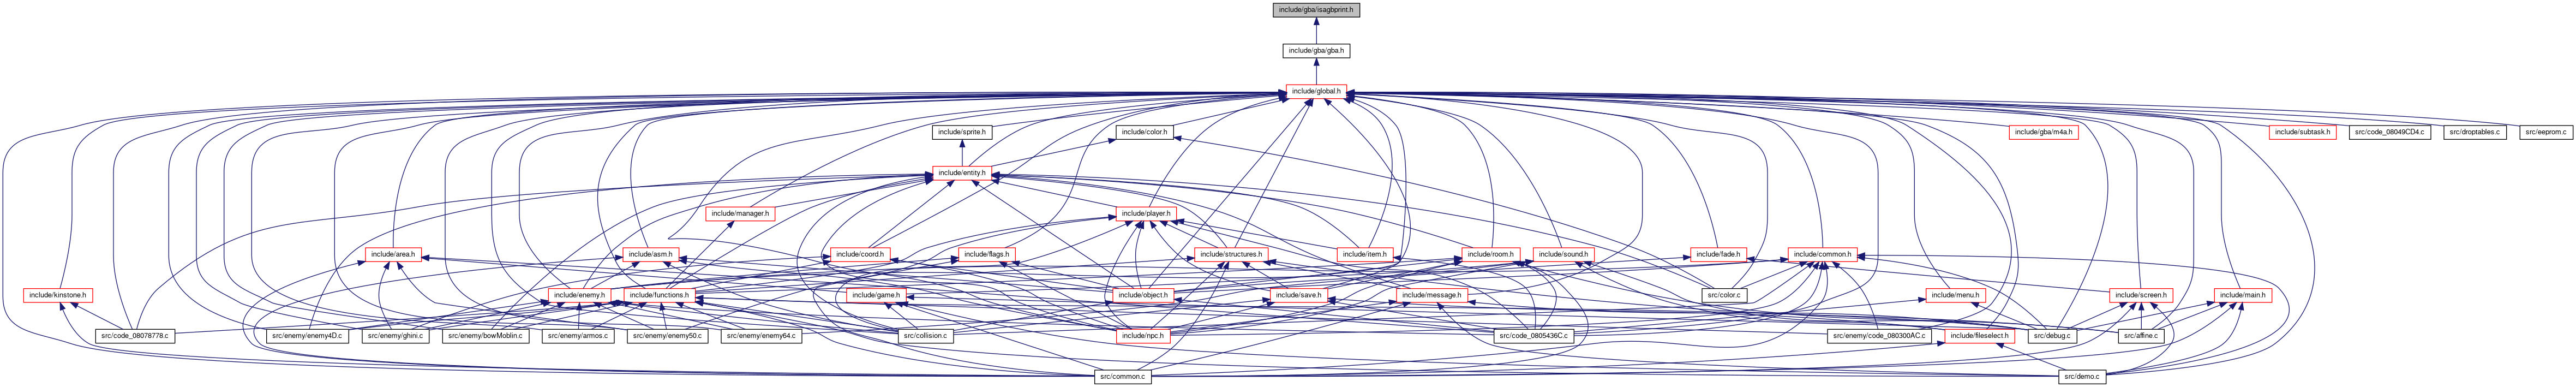 include/gba/isagbprint.h
include/gba/gba.h
include/global.h
include/sprite.h
include/color.h
include/gba/m4a.h
include/subtask.h
src/code_08049CD4.c
src/droptables.c
src/eeprom.c
include/entity.h
include/manager.h
include/player.h
include/area.h
include/asm.h
include/coord.h
include/flags.h
include/structures.h
include/item.h
include/room.h
include/sound.h
include/fade.h
include/common.h
include/kinstone.h
include/enemy.h
include/functions.h
include/game.h
include/object.h
include/save.h
include/message.h
src/color.c
include/menu.h
include/screen.h
include/main.h
src/code_08078778.c
src/enemy/enemy4D.c
src/enemy/ghini.c
src/enemy/bowMoblin.c
src/enemy/armos.c
src/enemy/enemy50.c
src/enemy/enemy64.c
src/collision.c
include/npc.h
src/code_0805436C.c
src/enemy/code_080300AC.c
include/fileselect.h
src/debug.c
src/affine.c
src/common.c
src/demo.c